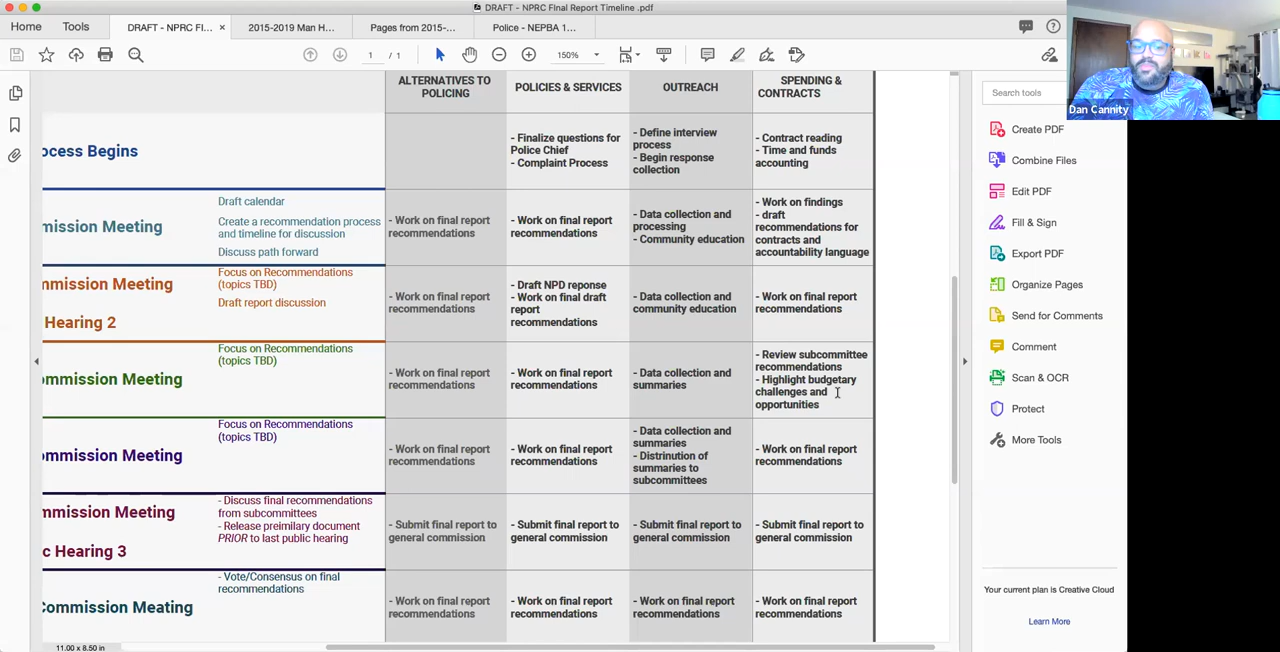 DRAFT - NPRC FInal Report Timeline .pdf
Home
Tools
DRAFT - NPRC FI...
2015-2019 Man H...
Pages from 2015-...
Police - NEPBA 1...
1 / 1
150%
ALTERNATIVES TO
POLICING
POLICIES & SERVICES
OUTREACH
SPENDING &
CONTRACTS
ocess Begins
- Finalize questions for
Police Chief
- Complaint Process
- Define interview
process
- Begin response
collection
- Contract reading
- Time and funds
accounting
mission Meeting
Draft calendar
Create a recommendation process
and timeline for discussion
Discuss path forward
- Work on final report
recommendations
- Work on final report
recommendations
- Data collection and
processing
- Community education
- Work on findings
- draft
recommendations for
contracts and
accountability language
mmission Meeting
Hearing 2
Focus on Recommendations
(topics TBD)
Draft report discussion
- Work on final report
recommendations
- Draft NPD reponse
- Work on final draft
report
recommendations
- Data collection and
community education
- Work on final report
recommendations
ommission Meeting
Focus on Recommendations
(topics TBD)
- Work on final report
recommendations
- Work on final report
recommendations
- Data collection and
summaries
- Review subcommittee
recommendations
- Highlight budgetary
challenges and
opportunities
ommission Meeting
Focus on Recommendations
(topics TBD)
- Work on final report
recommendations
- Work on final report
recommendations
- Data collection and
summaries
- Distrinution of
summaries to
subcommittees
- Work on final report
recommendations
mmission Meeting
c Hearing 3
- Discuss final recommendations
from subcommittees
- Release preimilary document
PRIOR to last public hearing
- Submit final report to
general commission
- Submit final report to
general commission
- Submit final report to
general commission
- Submit final report to
general commission
Commission Meating
- Vote/Consensus on final
recommendations
- Work on final report
recommendations
- Work on final report
recommendations
- Work on final report
recommendations
- Work on final report
recommendations
11.00 x 8.50 in
Search tools
Create PDF
Combine Files
Edit PDF
Fill & Sign
Export PDF
Organize Pages
Send for Comments
Comment
Scan & OCR
Protect
More Tools
Your current plan is Creative Cloud
Learn More
Dan Cannity